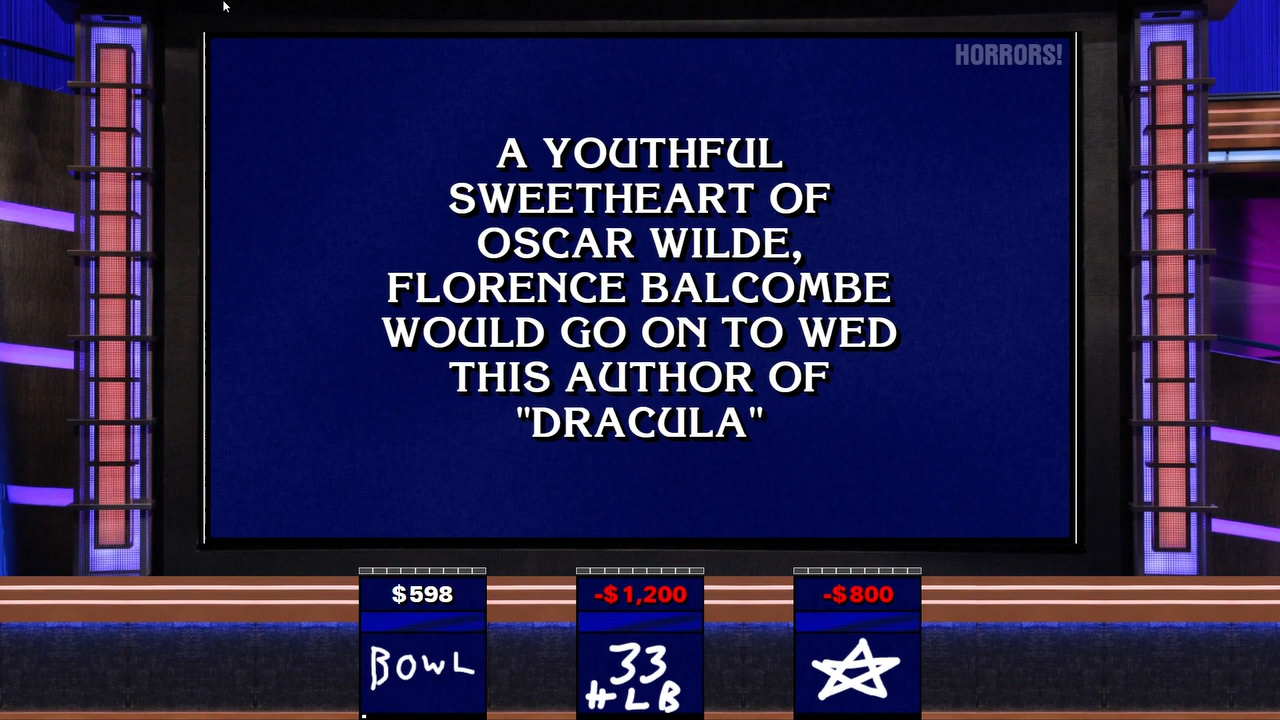 HORRORS!
A YOUTHFUL
SWEETHEART OF
OSCAR WILDE,
FLORENCE BALCOMBE
WOULD GO ON TO WED
THIS AUTHOR OF
"DRACULA"
$598
-$1,200
-$800
BOWL
33
HLB